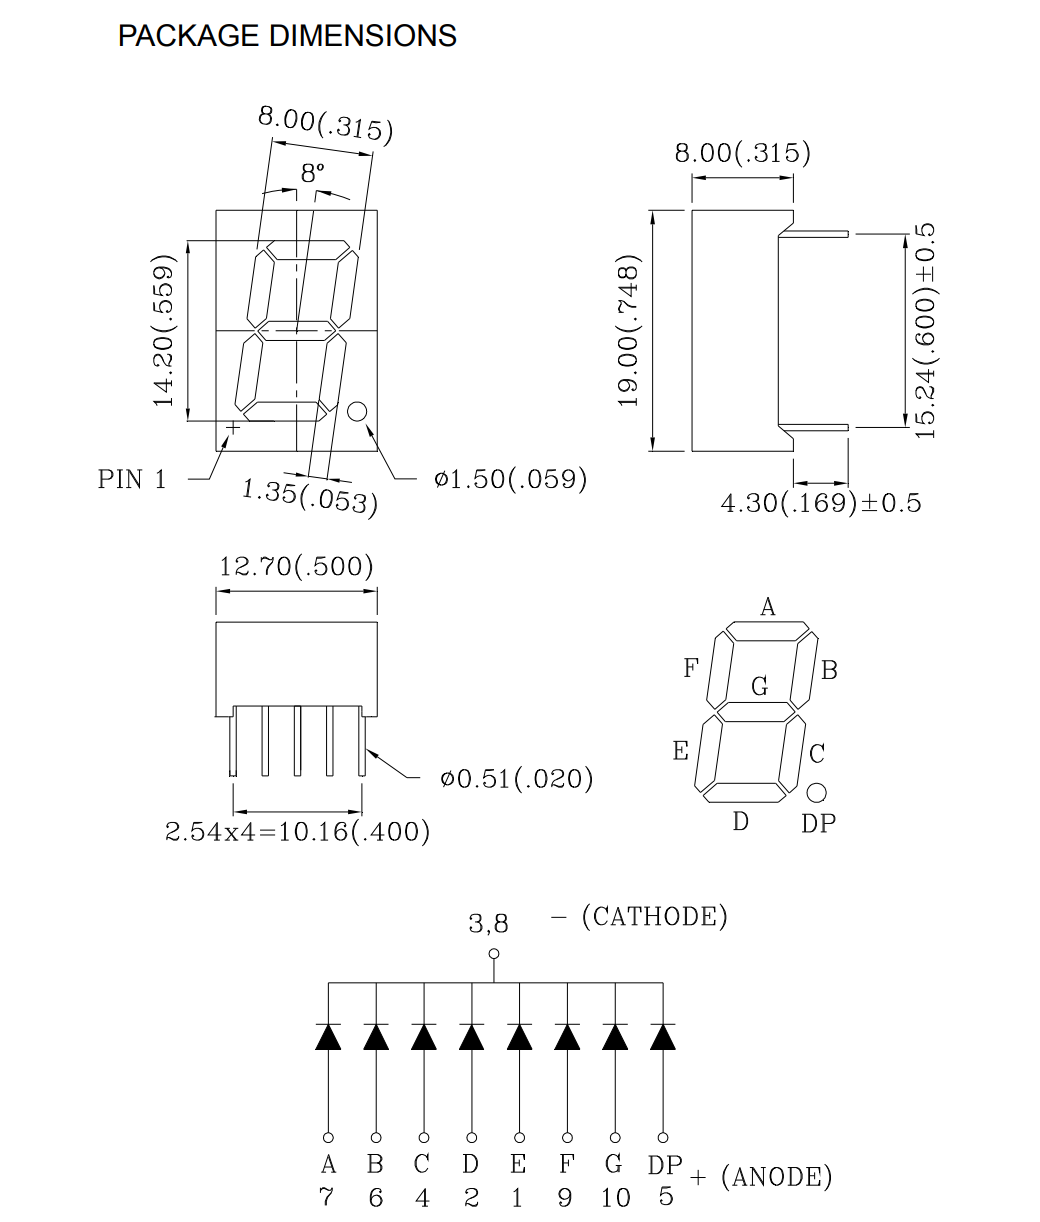 PACKAGE DIMENSIONS
8.00(.315)
8°
14.20(.559)
PIN 1
1.35(.053)
ø1.50(.059)
8.00(.315)
19.00(.748)
15.24(.600)±0.5
4.30(.169)±0.5
12.70(.500)
ø0.51(.020)
2.54x4=10.16(.400)
A
F
B
G
E
C
D
DP
3,8 − (CATHODE)
A B C D E F G DP + (ANODE)
7 6 4 2 1 9 10 5